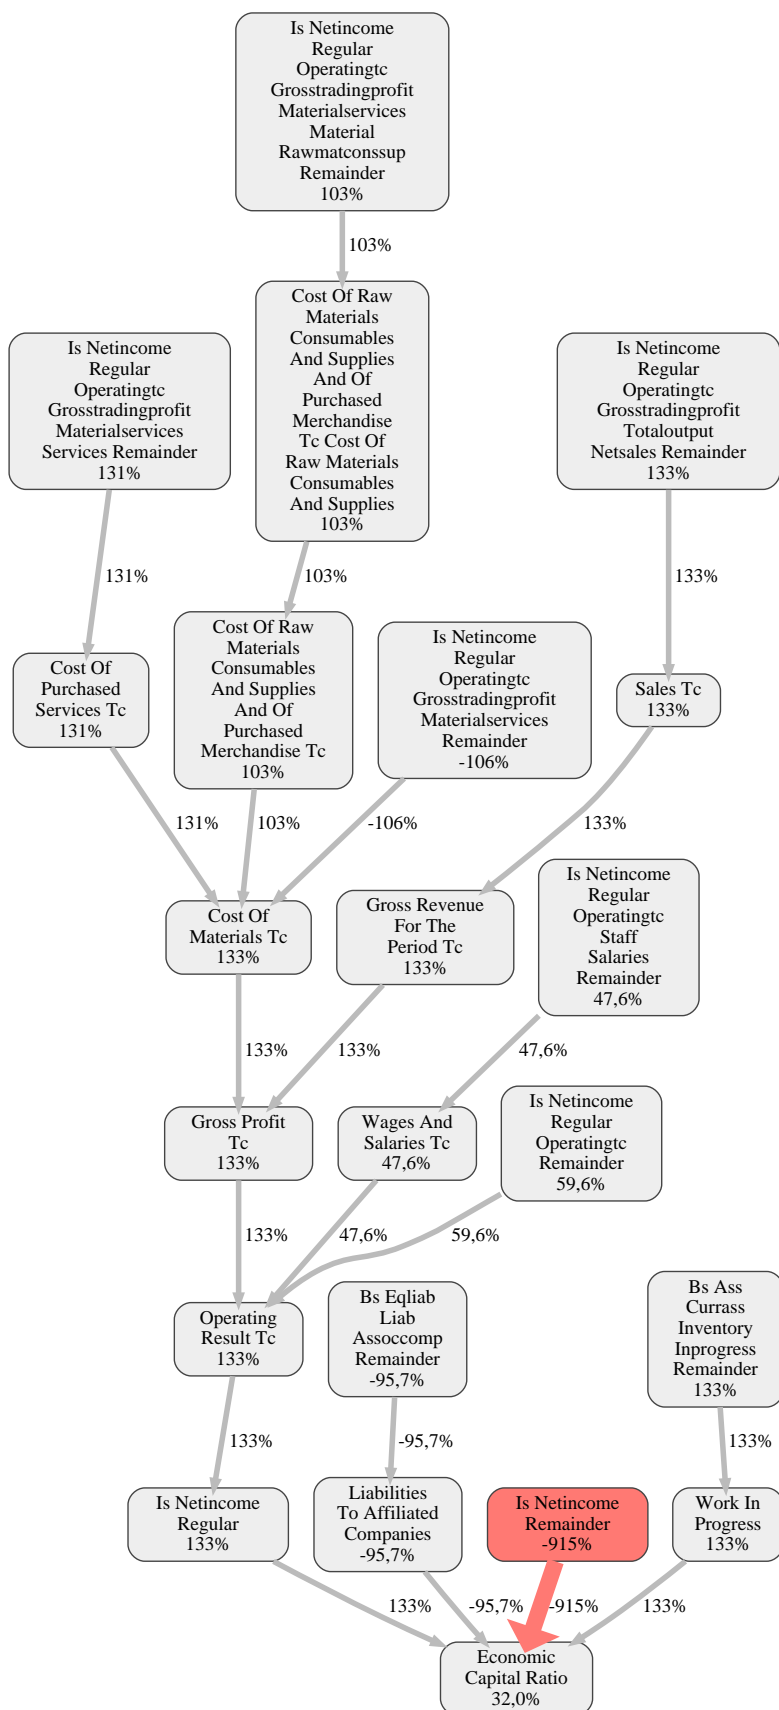 Is Netincome
Regular
Operatingtc
Grosstradingprofit
Materialservices
Material
Rawmatconssup
Remainder
103%
103%
Cost Of Raw
Materials
Consumables
And Supplies
And Of
Purchased
Merchandise
Tc Cost Of
Raw Materials
Consumables
And Supplies
103%
Is Netincome
Regular
Operatingtc
Grosstradingprofit
Materialservices
Services Remainder
131%
Is Netincome
Regular
Operatingtc
Grosstradingprofit
Totaloutput
Netsales Remainder
133%
131%
103%
133%
Cost Of
Purchased
Services Tc
131%
Cost Of Raw
Materials
Consumables
And Supplies
And Of
Purchased
Merchandise Tc
103%
Is Netincome
Regular
Operatingtc
Grosstradingprofit
Materialservices
Remainder
-106%
Sales Tc
133%
131%
103%
-106%
133%
Cost Of
Materials Tc
133%
Gross Revenue
For The
Period Tc
133%
Is Netincome
Regular
Operatingtc
Staff
Salaries
Remainder
47,6%
133%
133%
47,6%
Gross Profit
Tc
133%
Wages And
Salaries Tc
47,6%
Is Netincome
Regular
Operatingtc
Remainder
59,6%
133%
47,6%
59,6%
Operating
Result Tc
133%
Bs Eqliab
Liab
Assoccomp
Remainder
-95,7%
Bs Ass
Currass
Inventory
Inprogress
Remainder
133%
133%
-95,7%
133%
Is Netincome
Regular
133%
Liabilities
To Affiliated
Companies
-95,7%
Is Netincome
Remainder
-915%
Work In
Progress
133%
133%
-95,7%
-915%
133%
Economic
Capital Ratio
32,0%